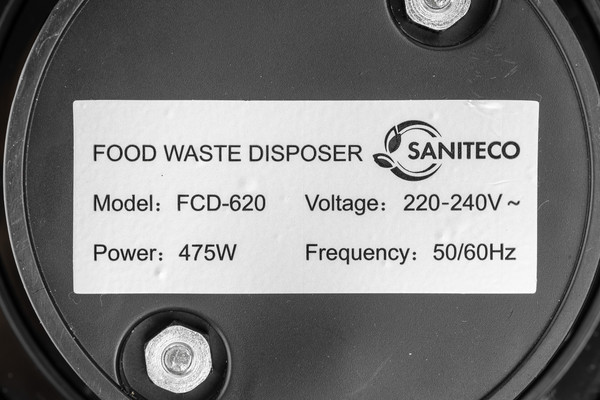 FOOD WASTE DISPOSER SANITECO
Model: FCD-620 Voltage: 220-240V ~
Power: 475W Frequency: 50/60Hz